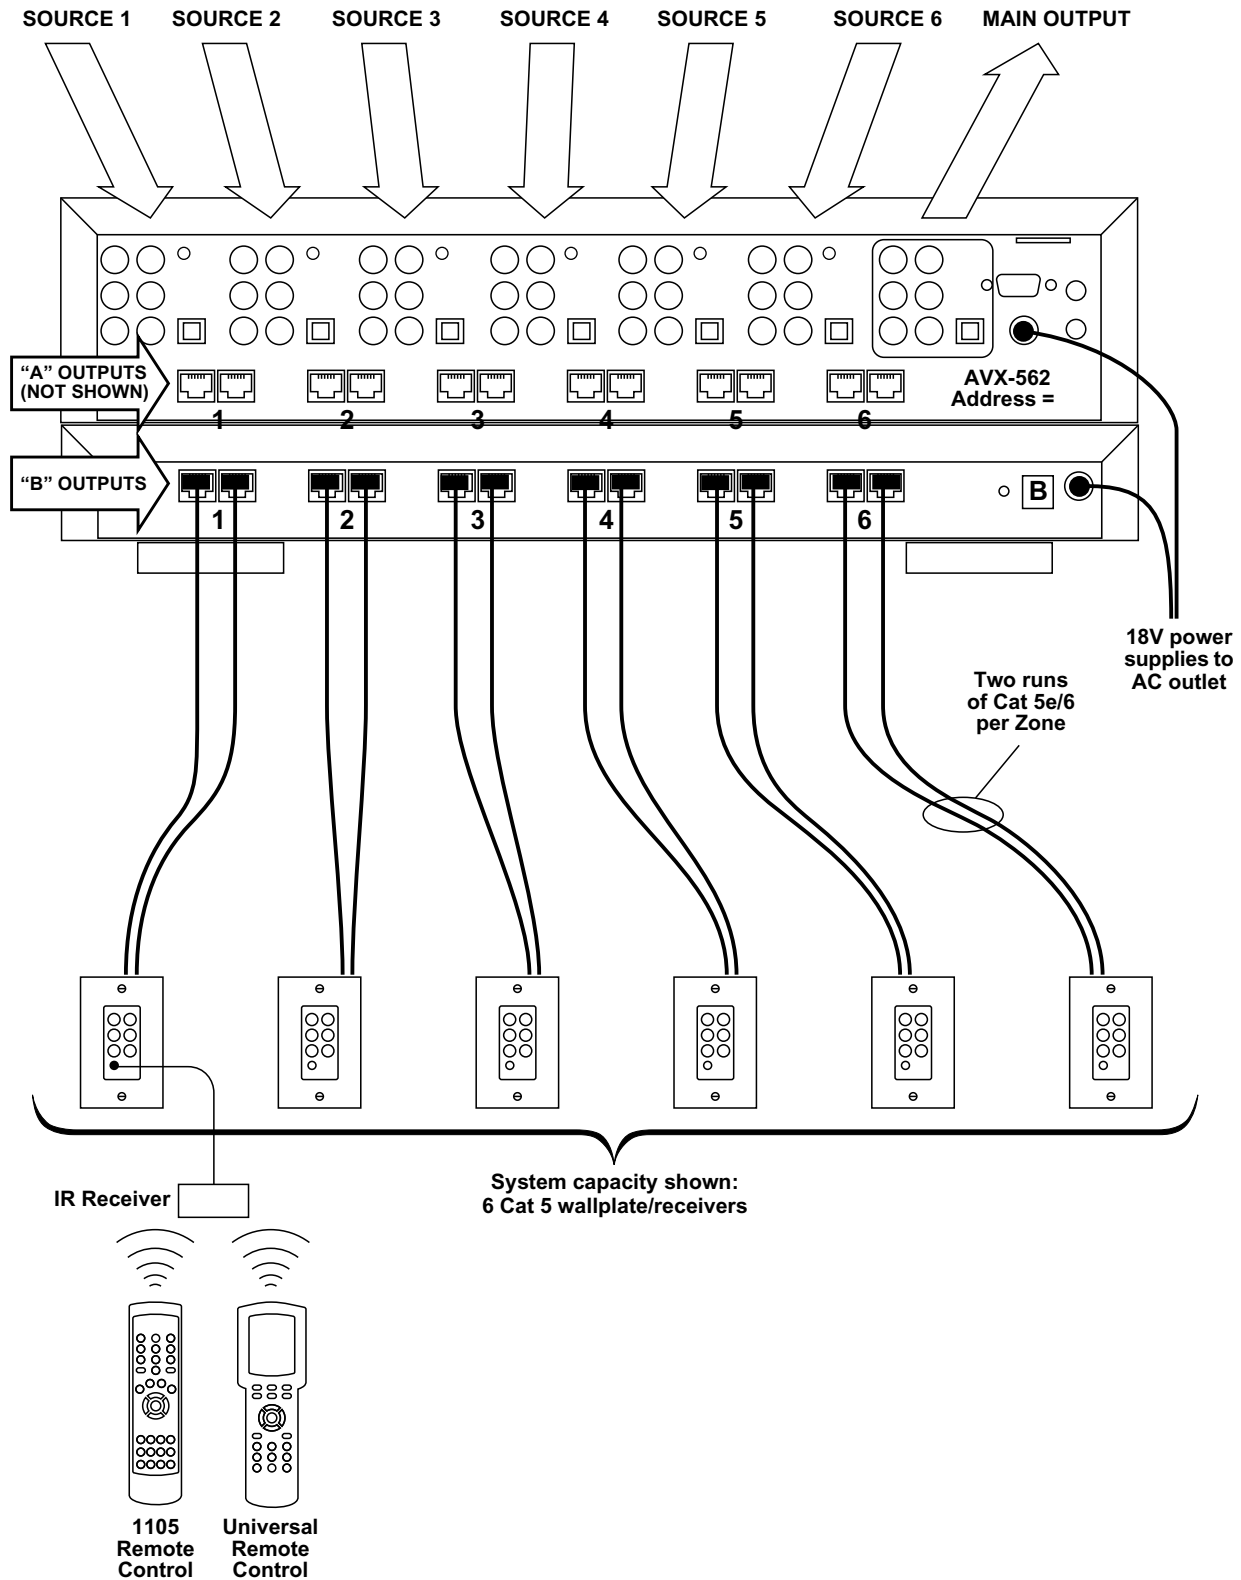 SOURCE 1 SOURCE 2 SOURCE 3 SOURCE 4 SOURCE 5 SOURCE 6 MAIN OUTPUT
“A” OUTPUTS
(NOT SHOWN)
AVX-562
Address =
1 2 3 4 5 6
“B” OUTPUTS
B
1 2 3 4 5 6
18V power
supplies to
AC outlet
Two runs
of Cat 5e/6
per Zone
System capacity shown:
6 Cat 5 wallplate/receivers
IR Receiver
1105
Remote
Control
Universal
Remote
Control